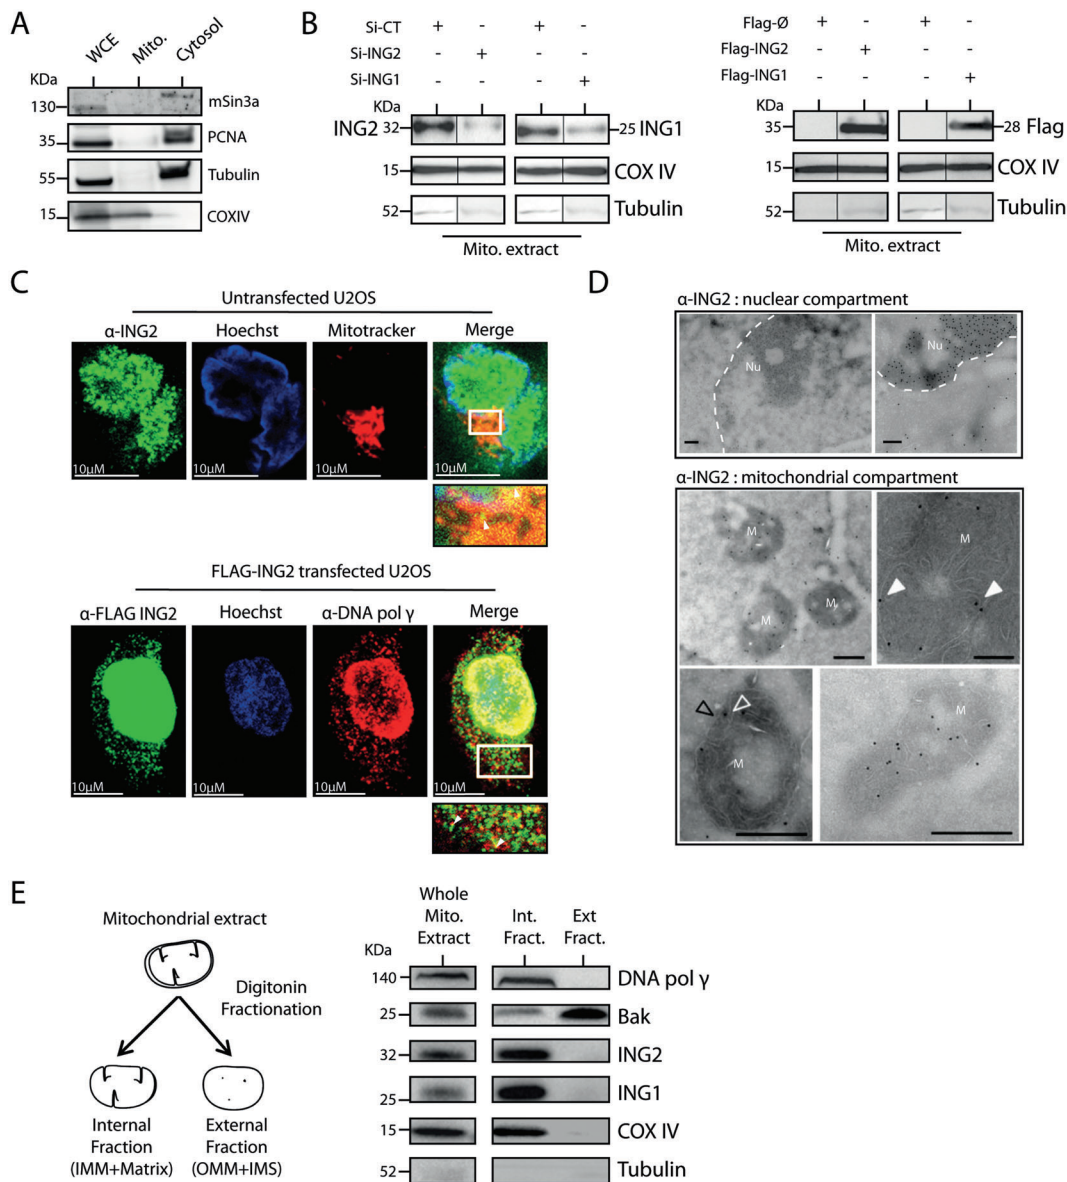 A
WCE
Mito.
Cytosol
KDa
130
mSin3a
35
PCNA
55
Tubulin
15
COXIV
B
Si-CT + - + -
Si-ING2 - + - -
Si-ING1 - - - +
KDa
ING2 32
25 ING1
15
COX IV
52
Tubulin
Mito. extract
Flag-Ø + - + -
Flag-ING2 - + - -
Flag-ING1 - - - +
KDa
35
28 Flag
15
COX IV
52
Tubulin
Mito. extract
C
Untransfected U2OS
α-ING2 Hoechst Mitotracker Merge
10μM 10μM 10μM 10μM
FLAG-ING2 transfected U2OS
α-FLAG ING2 Hoechst α-DNA pol γ Merge
10μM 10μM 10μM 10μM
D
α-ING2 : nuclear compartment
Nu
Nu
α-ING2 : mitochondrial compartment
M
M
M
M
M
M
E
Mitochondrial extract
Digitonin
Fractionation
Internal
Fraction
(IMM+Matrix)
External
Fraction
(OMM+IMS)
Whole
Mito.
Extract
Int.
Fract.
Ext
Fract.
KDa
140
DNA pol γ
25
Bak
32
ING2
25
ING1
15
COX IV
52
Tubulin